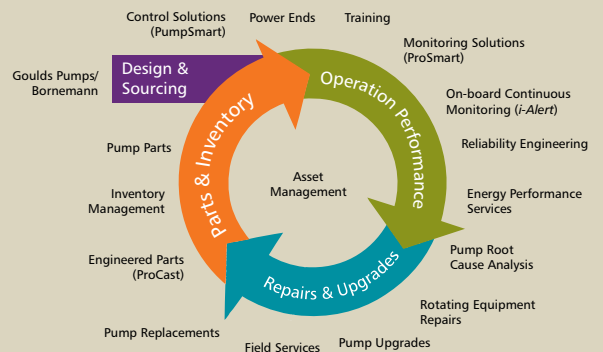 Control Solutions
(PumpSmart)
Power Ends
Training
Monitoring Solutions
(ProSmart)
Goulds Pumps/
Bornemann
Design &
Sourcing
Operation Performance
On-board Continuous
Monitoring (i-Alert)
Reliability Engineering
Pump Parts
Parts & Inventory
Asset
Management
Inventory
Management
Energy Performance
Services
Engineered Parts
(ProCast)
Repairs & Upgrades
Pump Root
Cause Analysis
Rotating Equipment
Repairs
Pump Replacements
Field Services
Pump Upgrades